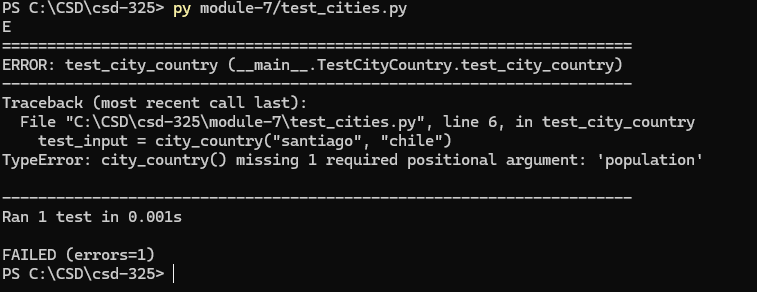 PS C:\CSD\csd-325> py module-7/test_cities.py
E
======================================================================
ERROR: test_city_country (__main__.TestCityCountry.test_city_country)
----------------------------------------------------------------------
Traceback (most recent call last):
  File "C:\CSD\csd-325\module-7\test_cities.py", line 6, in test_city_country
    test_input = city_country("santiago", "chile")
TypeError: city_country() missing 1 required positional argument: 'population'

----------------------------------------------------------------------
Ran 1 test in 0.001s

FAILED (errors=1)
PS C:\CSD\csd-325>